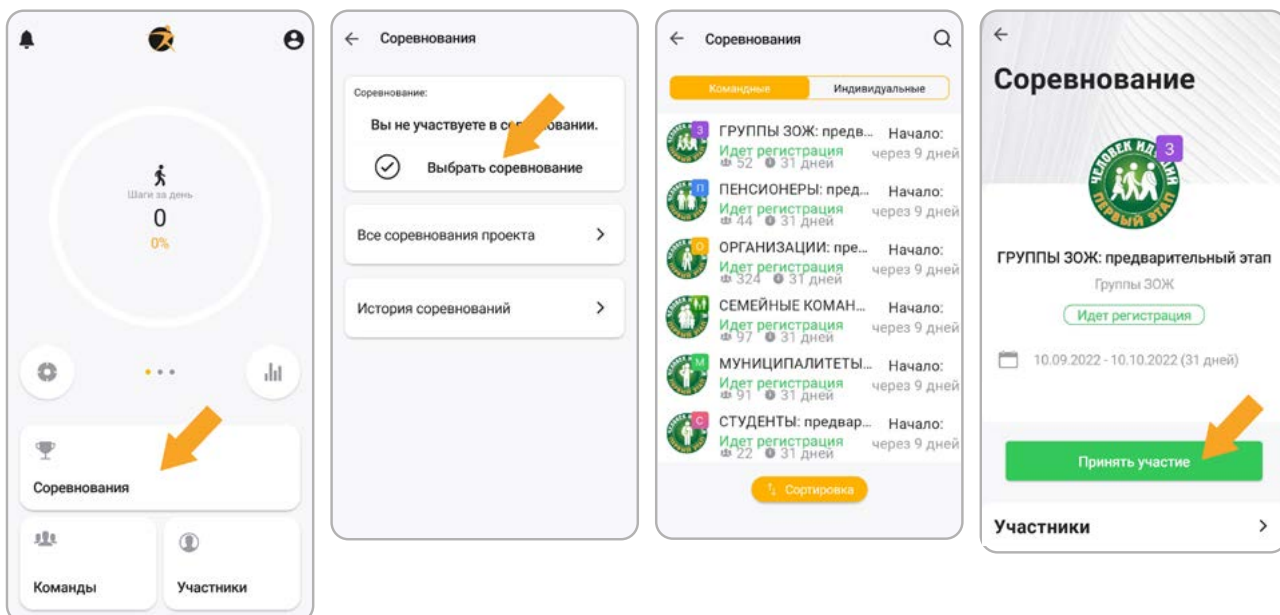 Шаги за день
0
0%
Соревнования
Команды
Участники
Соревнования
Соревнование:
Вы не участвуете в со овании.
Выбрать соревнование
Все соревнования проекта
История соревнований
Соревнования
Командные
Индивидуальные
З
ГРУППЫ ЗОЖ: предв... Начало:
Идет регистрация через 9 дней
52 31 дней
П
ПЕНСИОНЕРЫ: пред... Начало:
Идет регистрация через 9 дней
44 31 дней
О
ОРГАНИЗАЦИИ: пре... Начало:
Идет регистрация через 9 дней
324 31 дней
СЕМЕЙНЫЕ КОМАН... Начало:
Идет регистрация через 9 дней
97 31 дней
М
МУНИЦИПАЛИТЕТЫ... Начало:
Идет регистрация через 9 дней
91 31 дней
С
СТУДЕНТЫ: предвар... Начало:
Идет регистрация через 9 дней
22 31 дней
Сортировка
Соревнование
З
ЧЕЛОВЕК ИД ИЙ
ПЕРВЫЙ ЭТАП
ГРУППЫ ЗОЖ: предварительный этап
Группы ЗОЖ
Идет регистрация
10.09.2022 - 10.10.2022 (31 дней)
Принять участие
Участники